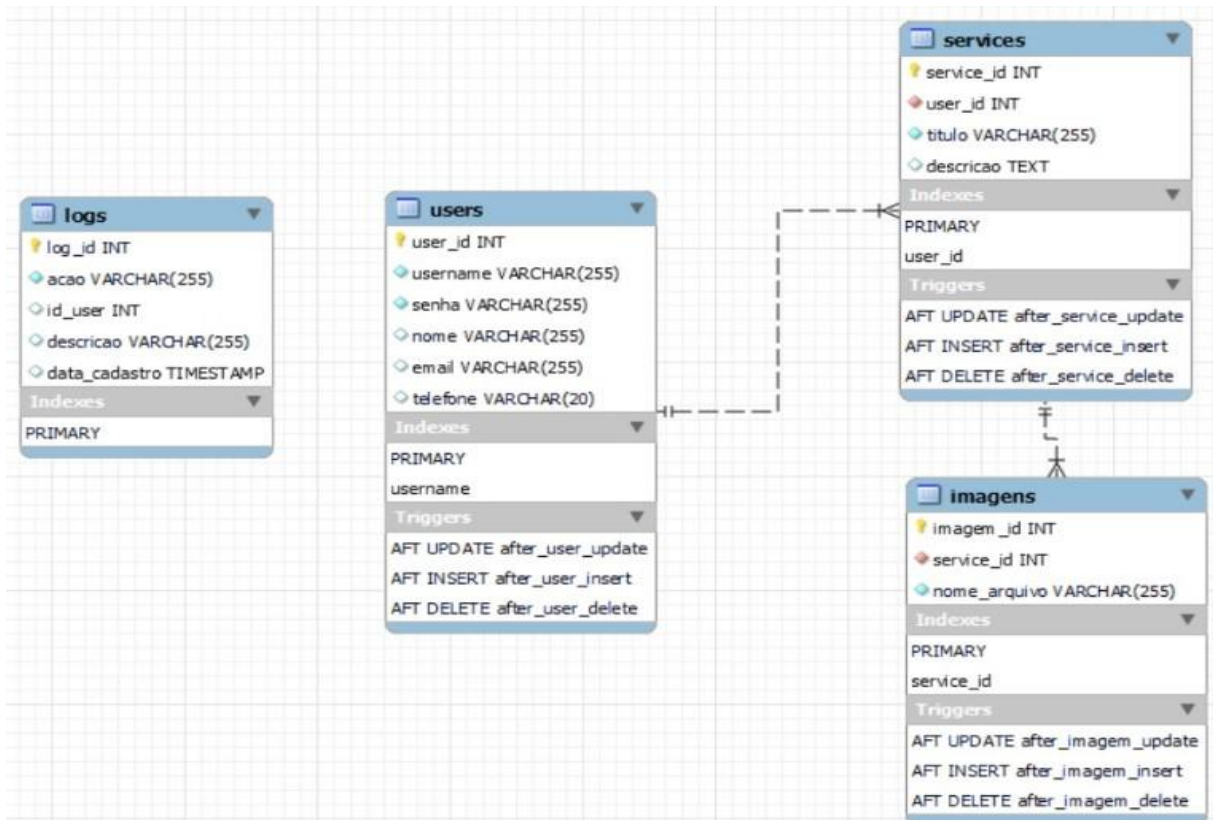 logs
log_id INT
acao VARCHAR(255)
id_user INT
descricao VARCHAR(255)
data_cadastro TIMESTAMP
Indexes
PRIMARY
users
user_id INT
username VARCHAR(255)
senha VARCHAR(255)
nome VARCHAR(255)
email VARCHAR(255)
telefone VARCHAR(20)
Indexes
PRIMARY
username
Triggers
AFT UPDATE after_user_update
AFT INSERT after_user_insert
AFT DELETE after_user_delete
services
service_id INT
user_id INT
titulo VARCHAR(255)
descricao TEXT
Indexes
PRIMARY
user_id
Triggers
AFT UPDATE after_service_update
AFT INSERT after_service_insert
AFT DELETE after_service_delete
imagens
imagem_id INT
service_id INT
nome_arquivo VARCHAR(255)
Indexes
PRIMARY
service_id
Triggers
AFT UPDATE after_imagem_update
AFT INSERT after_imagem_insert
AFT DELETE after_imagem_delete